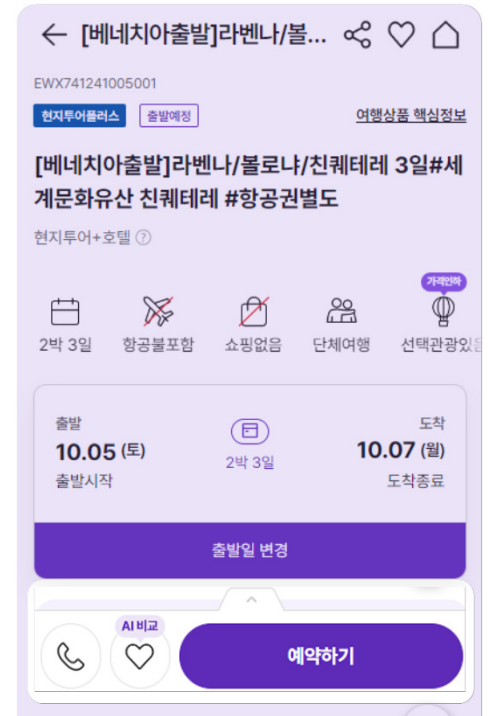 [베네치아출발]라벤나/볼...
EWX741241005001
현지투어플러스 출발예정 여행상품 핵심정보
[베네치아출발]라벤나/볼로냐/친퀘테레 3일#세
계문화유산 친퀘테레 #항공권별도
현지투어+호텔 ?
가격인하
2박 3일 항공불포함 쇼핑없음 단체여행 선택관광있음
출발 도착
10.05 (토) 2박 3일 10.07 (월)
출발시작 도착종료
출발일 변경
AI 비교
예약하기